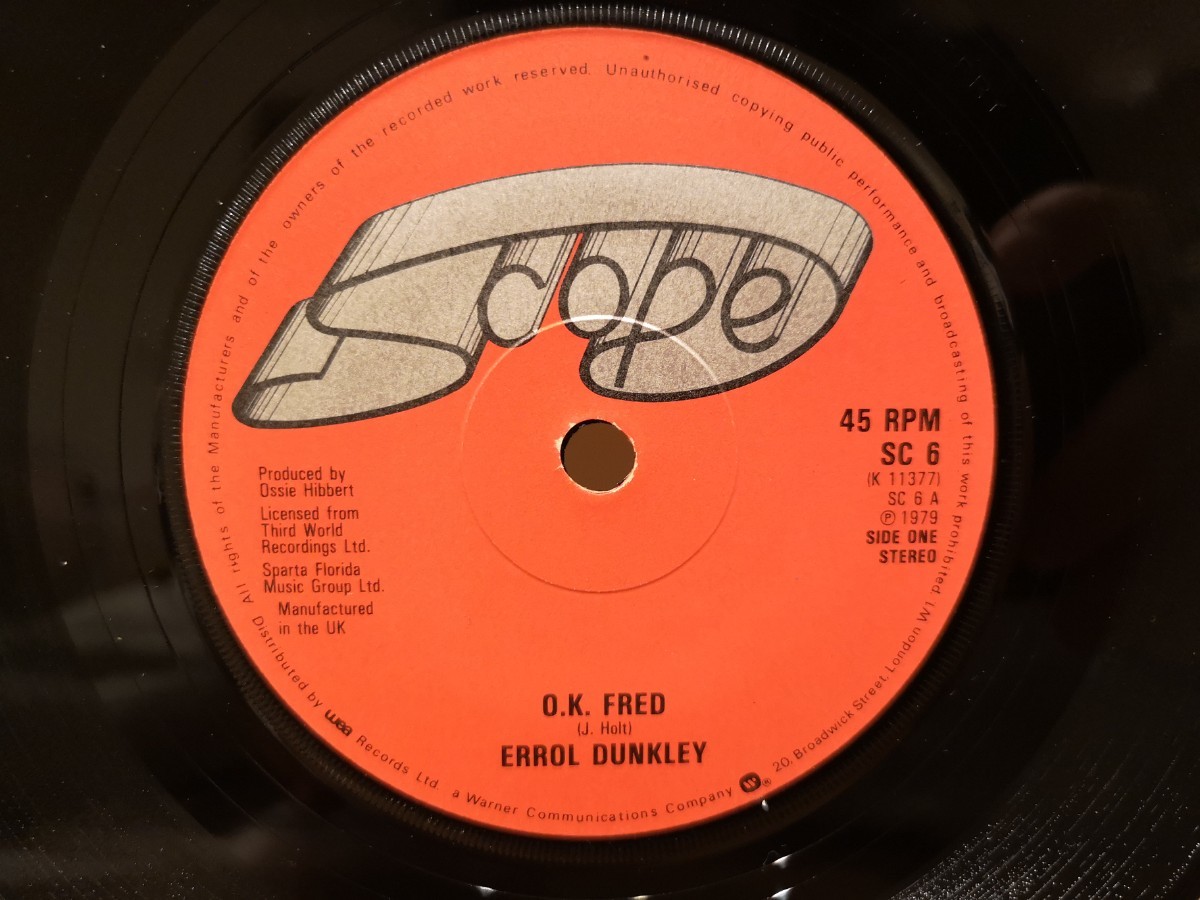 All rights of the Manufacturers and of the owners of the recorded work reserved. Unauthorised copying public performance and broadcasting of this work prohibited.
Scope
45 RPM
SC 6
(K 11377)
SC 6 A
℗ 1979
SIDE ONE
STEREO
Produced by
Ossie Hibbert
Licensed from
Third World
Recordings Ltd.
Sparta Florida
Music Group Ltd.
Manufactured
in the UK
O.K. FRED
(J. Holt)
ERROL DUNKLEY
Distributed by wea Records Ltd. a Warner Communications Company ® 20, Broadwick Street, London W1